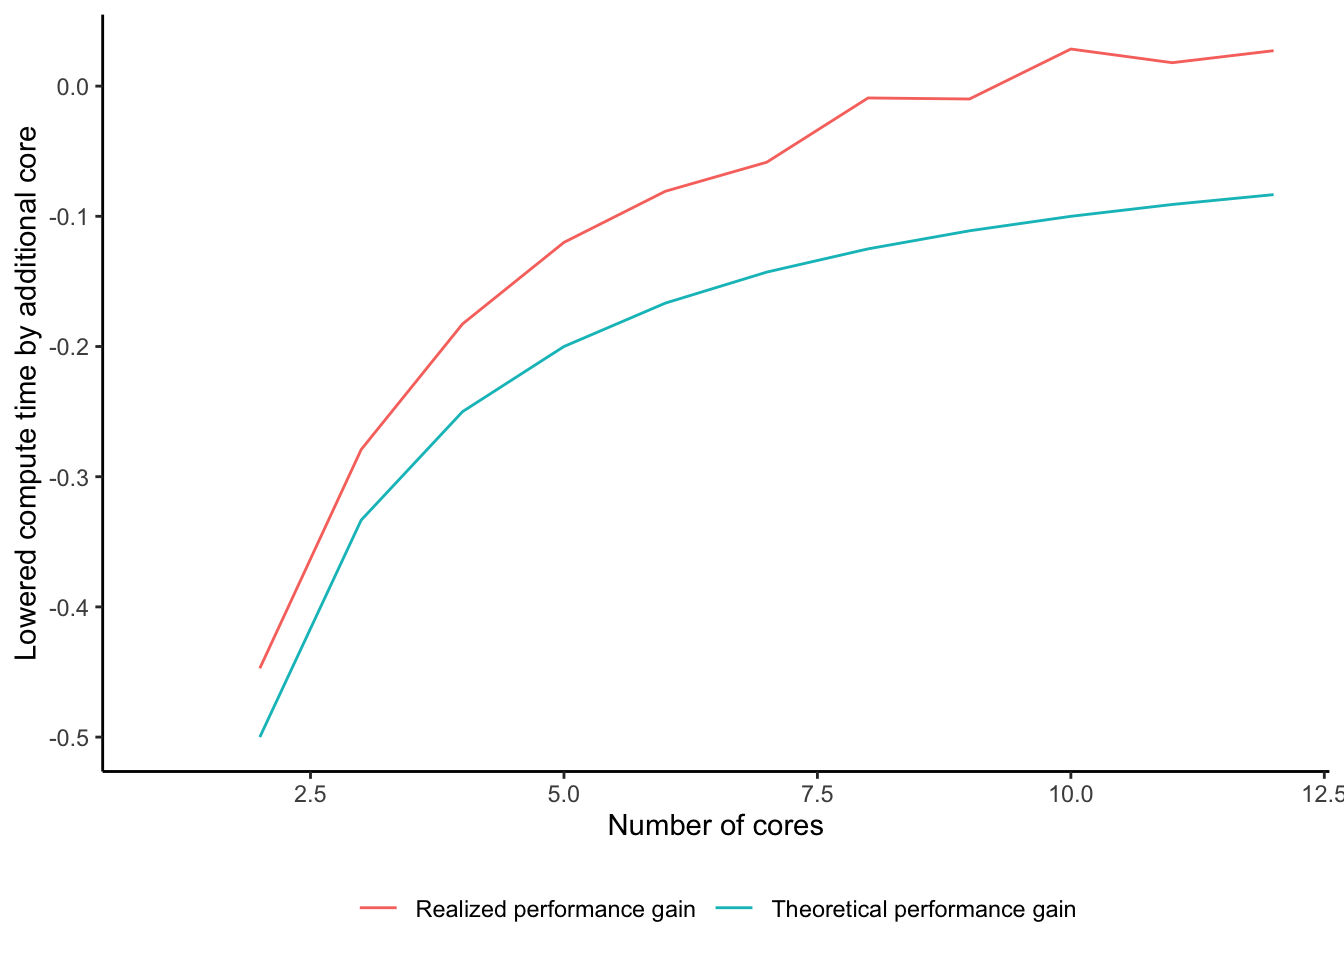 Lowered compute time by additional core
0.0
-0.1
-0.2
-0.3
-0.4
-0.5
2.5 5.0 7.5 10.0 12.5
Number of cores
Realized performance gain Theoretical performance gain